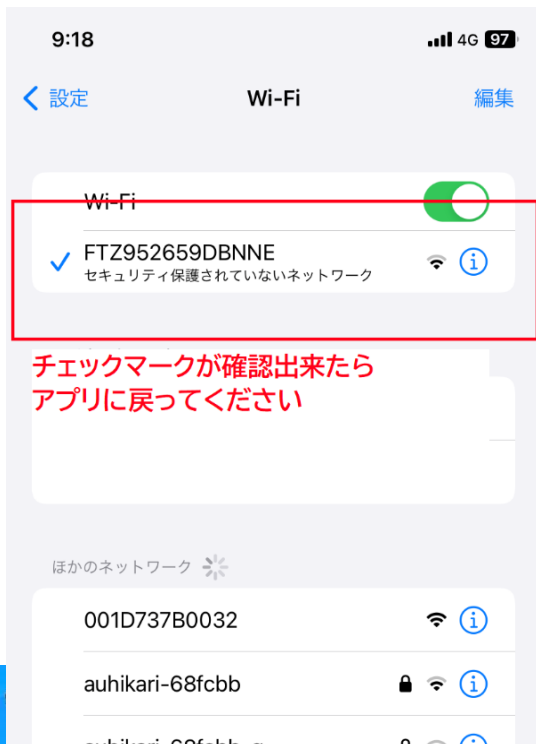 9:18
4G 97
設定
Wi-Fi
編集
Wi-Fi
FTZ952659DBNNE
セキュリティ保護されていないネットワーク
チェックマークが確認出来たら
アプリに戻ってください
ほかのネットワーク
001D737B0032
auhikari-68fcbb